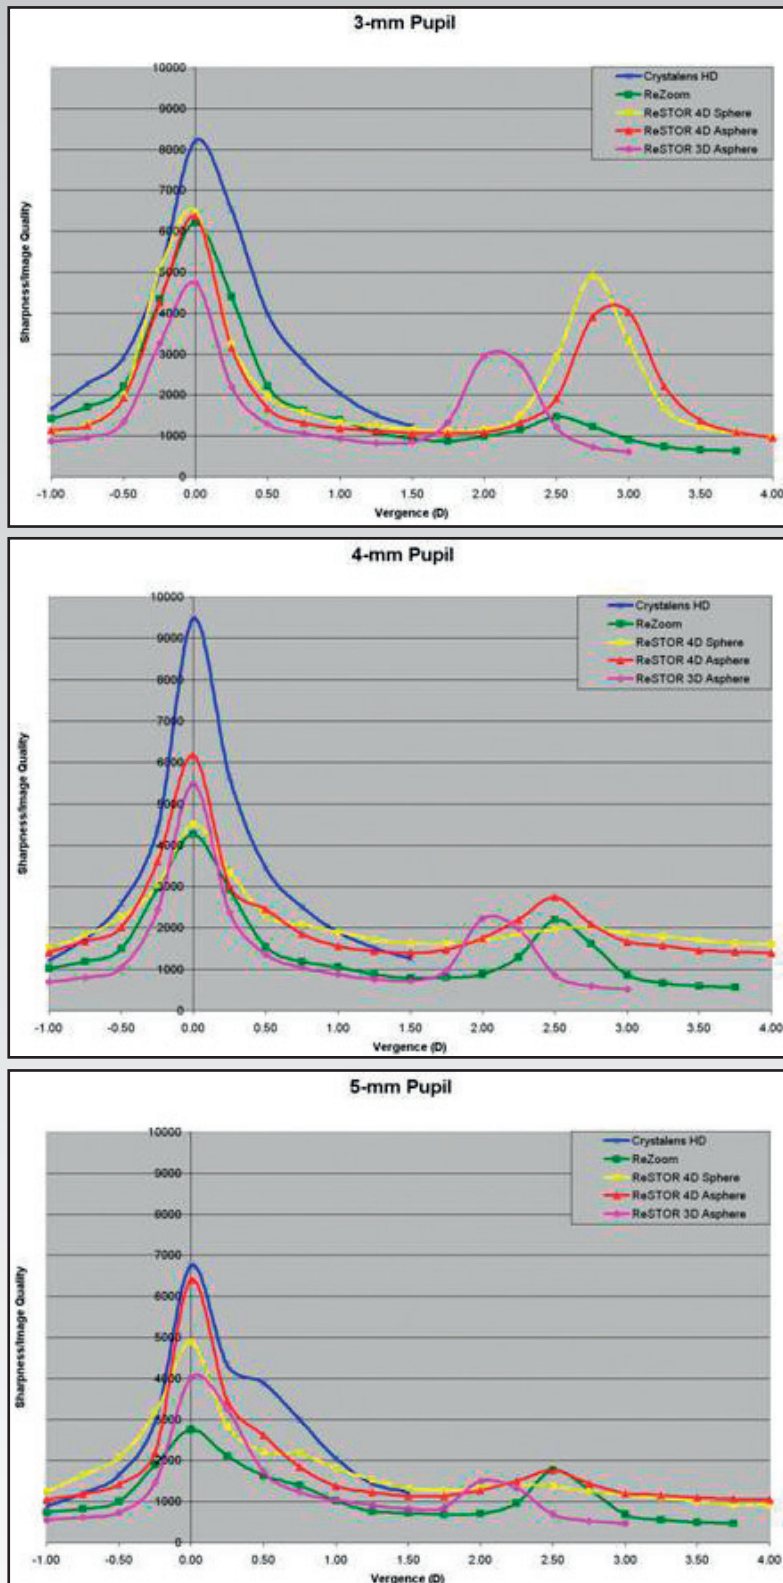 3-mm Pupil
10000
9000
8000
7000
6000
5000
4000
3000
2000
1000
0
Sharpness/Image Quality
Crystalens HD
ReZoom
ReSTOR 4D Sphere
ReSTOR 4D Asphere
ReSTOR 3D Asphere
-1.00 -0.50 0.00 0.50 1.00 1.50 2.00 2.50 3.00 3.50 4.00
Vergence (D)
4-mm Pupil
10000
9000
8000
7000
6000
5000
4000
3000
2000
1000
0
Sharpness/Image Quality
Crystalens HD
ReZoom
ReSTOR 4D Sphere
ReSTOR 4D Asphere
ReSTOR 3D Asphere
-1.00 -0.50 0.00 0.50 1.00 1.50 2.00 2.50 3.00 3.50 4.00
Vergence (D)
5-mm Pupil
10000
9000
8000
7000
6000
5000
4000
3000
2000
1000
0
Sharpness/Image Quality
Crystalens HD
ReZoom
ReSTOR 4D Sphere
ReSTOR 4D Asphere
ReSTOR 3D Asphere
-1.00 -0.50 0.00 0.50 1.00 1.50 2.00 2.50 3.00 3.50 4.00
Vergence (D)